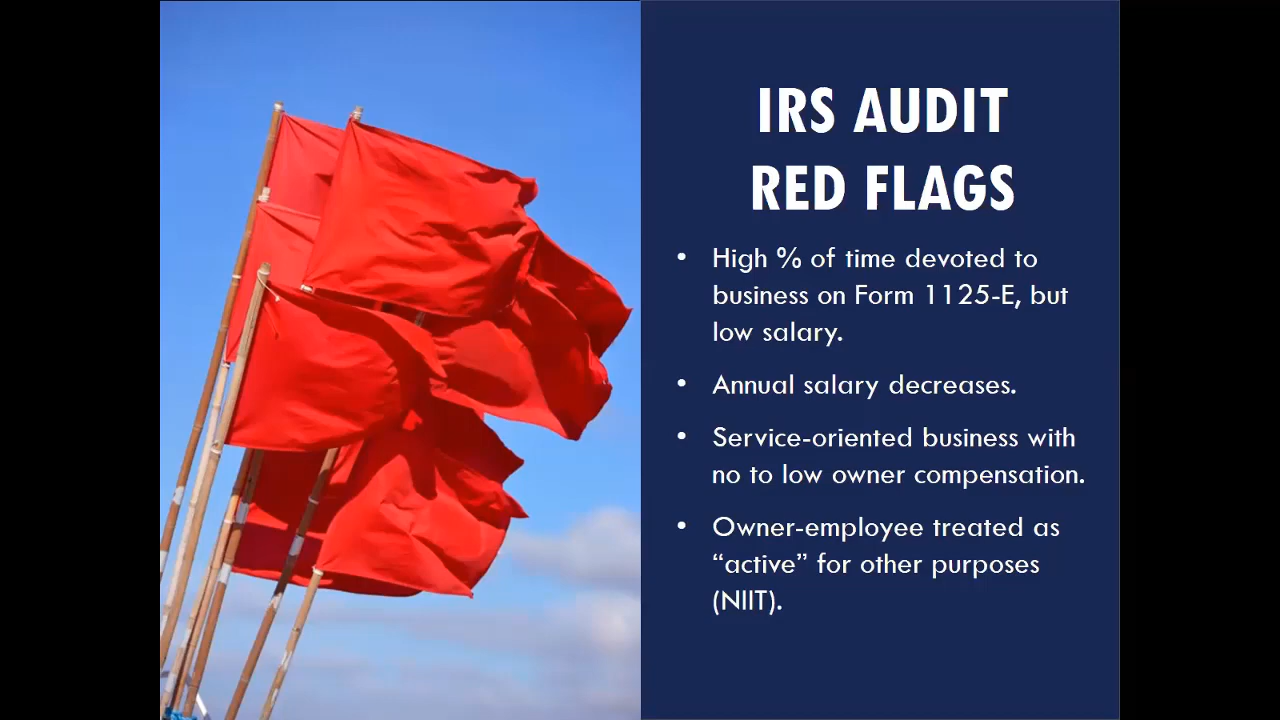 IRS AUDIT
RED FLAGS
• High % of time devoted to
business on Form 1125-E, but
low salary.
• Annual salary decreases.
• Service-oriented business with
no to low owner compensation.
• Owner-employee treated as
“active” for other purposes
(NIIT).